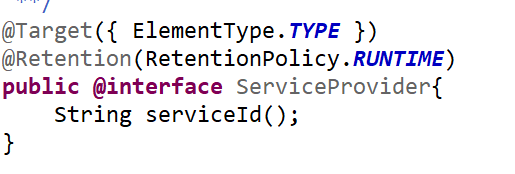 **/
@Target({ ElementType.TYPE })
@Retention(RetentionPolicy.RUNTIME)
public @interface ServiceProvider{
    String serviceId();
}